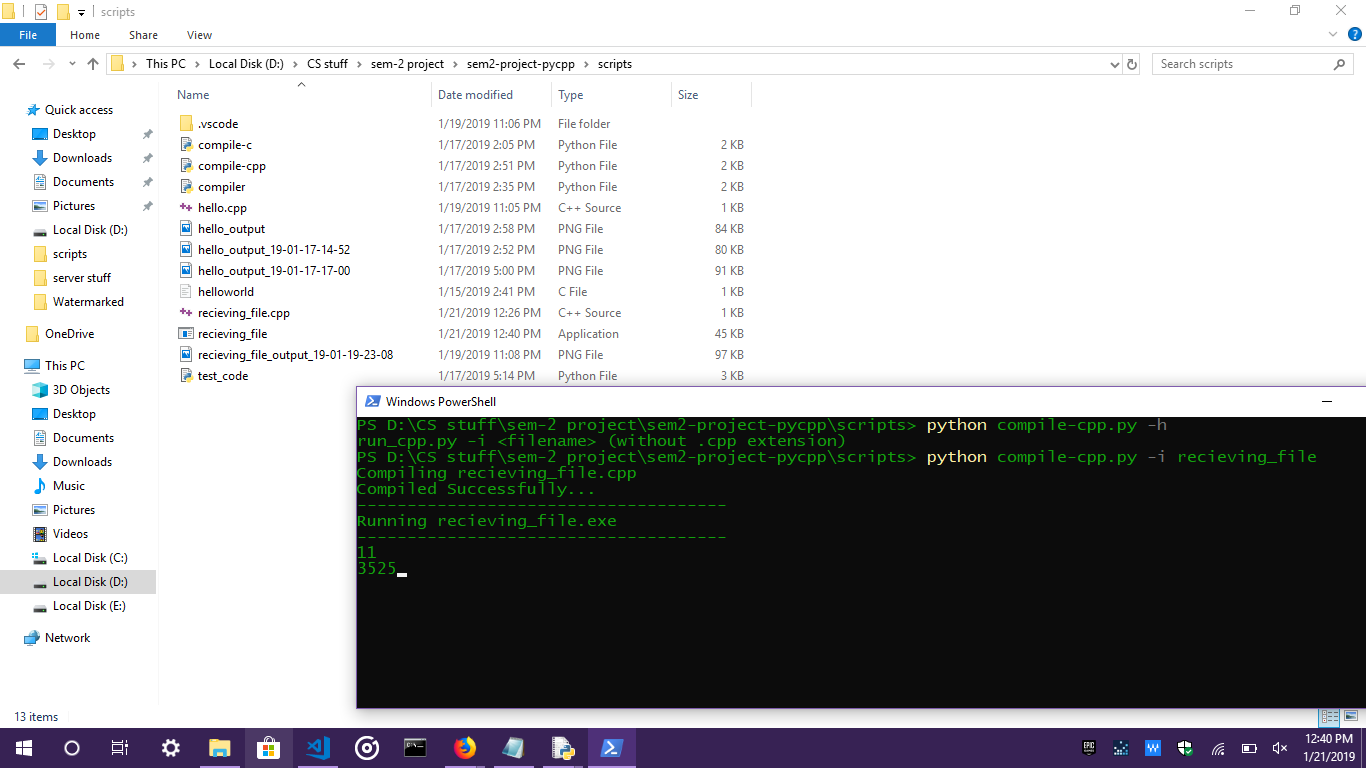 scripts
File Home Share View
This PC Local Disk (D:) CS stuff sem-2 project sem2-project-pycpp scripts
Search scripts
Name Date modified Type Size
.vscode 1/19/2019 11:06 PM File folder
compile-c 1/17/2019 2:05 PM Python File 2 KB
compile-cpp 1/17/2019 2:51 PM Python File 2 KB
compiler 1/17/2019 2:35 PM Python File 2 KB
hello.cpp 1/19/2019 11:05 PM C++ Source 1 KB
hello_output 1/17/2019 2:58 PM PNG File 84 KB
hello_output_19-01-17-14-52 1/17/2019 2:52 PM PNG File 80 KB
hello_output_19-01-17-17-00 1/17/2019 5:00 PM PNG File 91 KB
helloworld 1/15/2019 2:41 PM C File 1 KB
recieving_file.cpp 1/21/2019 12:26 PM C++ Source 1 KB
recieving_file 1/21/2019 12:40 PM Application 45 KB
recieving_file_output_19-01-19-23-08 1/19/2019 11:08 PM PNG File 97 KB
test_code 1/17/2019 5:14 PM Python File 3 KB
Quick access
Desktop
Downloads
Documents
Pictures
Local Disk (D:)
scripts
server stuff
Watermarked
OneDrive
This PC
3D Objects
Desktop
Documents
Downloads
Music
Pictures
Videos
Local Disk (C:)
Local Disk (D:)
Local Disk (E:)
Network
13 items
Windows PowerShell
PS D:\CS stuff\sem-2 project\sem2-project-pycpp\scripts> python compile-cpp.py -h
run_cpp.py -i <filename> (without .cpp extension)
PS D:\CS stuff\sem-2 project\sem2-project-pycpp\scripts> python compile-cpp.py -i recieving_file
Compiling recieving_file.cpp
Compiled Successfully...
-------------------------------------
Running recieving_file.exe
-------------------------------------
11
3525
12:40 PM
1/21/2019